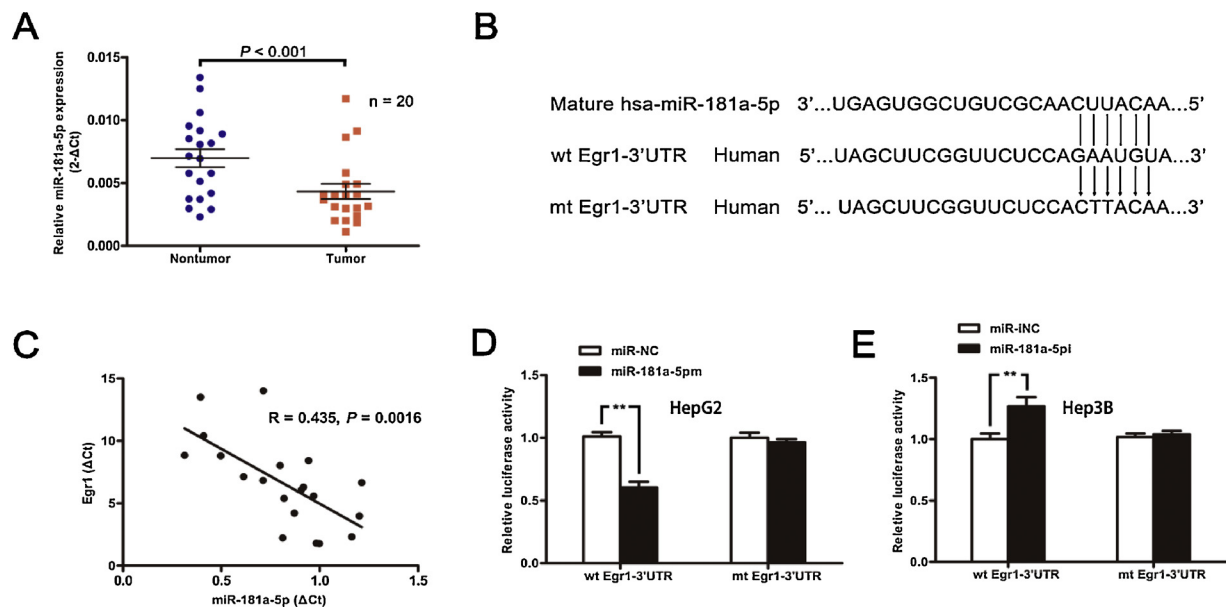 A
P < 0.001
n = 20
Relative miR-181a-5p expression
(2-ΔCt)
0.015
0.010
0.005
0.000
Nontumor
Tumor
B
Mature hsa-miR-181a-5p 3'...UGAGUGGCUGUCGCAACUUACAA...5'
wt Egr1-3'UTR Human 5'...UAGCUUCGGUUCUCCAGAAUGUA...3'
mt Egr1-3'UTR Human 5'... UAGCUUCGGUUCUCCACTTACAA...3'
C
R = 0.435, P = 0.0016
Egr1 (ΔCt)
15
10
5
0
0.0
0.5
1.0
1.5
miR-181a-5p (ΔCt)
D
miR-NC
miR-181a-5pm
**
HepG2
Reletive luciferase activity
1.5
1.0
0.5
0.0
wt Egr1-3'UTR
mt Egr1-3'UTR
E
miR-iNC
miR-181a-5pi
**
Hep3B
Reletive luciferase activity
1.5
1.0
0.5
0.0
wt Egr1-3'UTR
mt Egr1-3'UTR